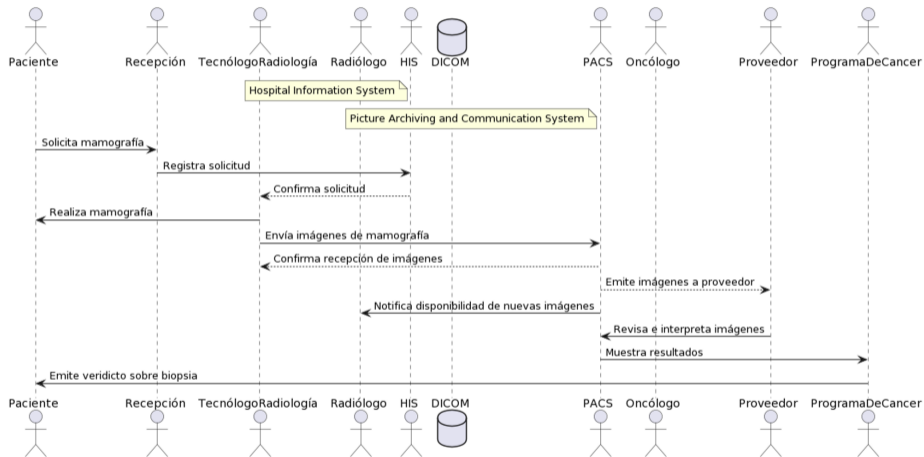 Paciente Recepción TecnólogoRadiología Radiólogo HIS DICOM PACS Oncólogo Proveedor ProgramaDeCancer
Hospital Information System
Picture Archiving and Communication System
Solicita mamografía
Registra solicitud
Confirma solicitud
Realiza mamografía
Envía imágenes de mamografía
Confirma recepción de imágenes
Emite imágenes a proveedor
Notifica disponibilidad de nuevas imágenes
Revisa e interpreta imágenes
Muestra resultados
Emite veridicto sobre biopsia
Paciente Recepción TecnólogoRadiología Radiólogo HIS DICOM PACS Oncólogo Proveedor ProgramaDeCancer